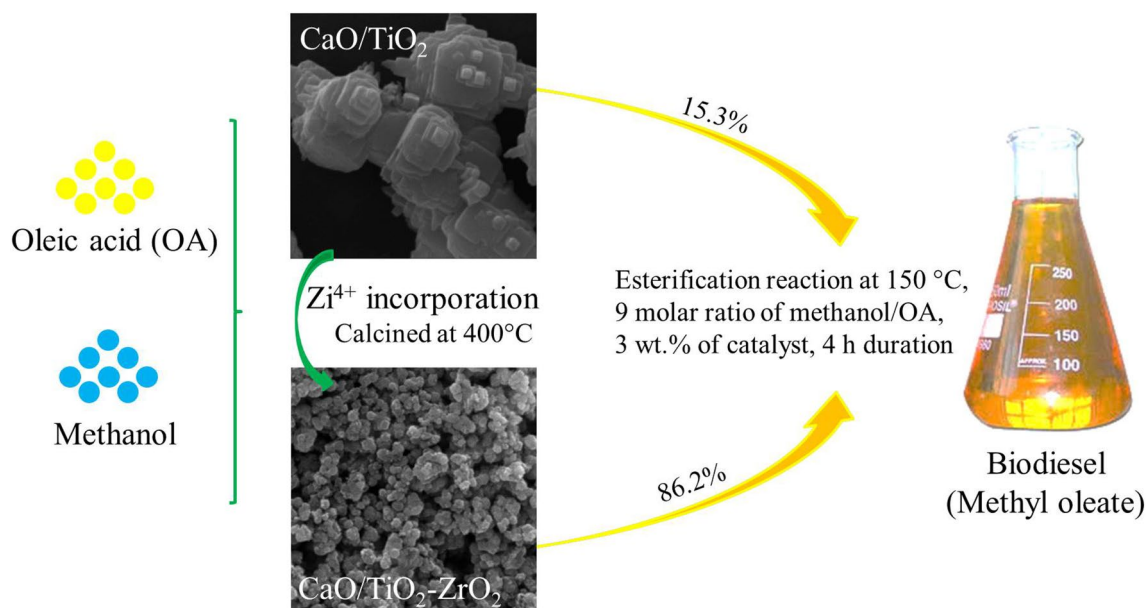 CaO/TiO₂
15.3%
Oleic acid (OA)
Zi⁴⁺ incorporation
Calcined at 400°C
Esterification reaction at 150 °C,
9 molar ratio of methanol/OA,
3 wt.% of catalyst, 4 h duration
250
200
150
100
APPROX.
Methanol
86.2%
CaO/TiO₂-ZrO₂
Biodiesel
(Methyl oleate)